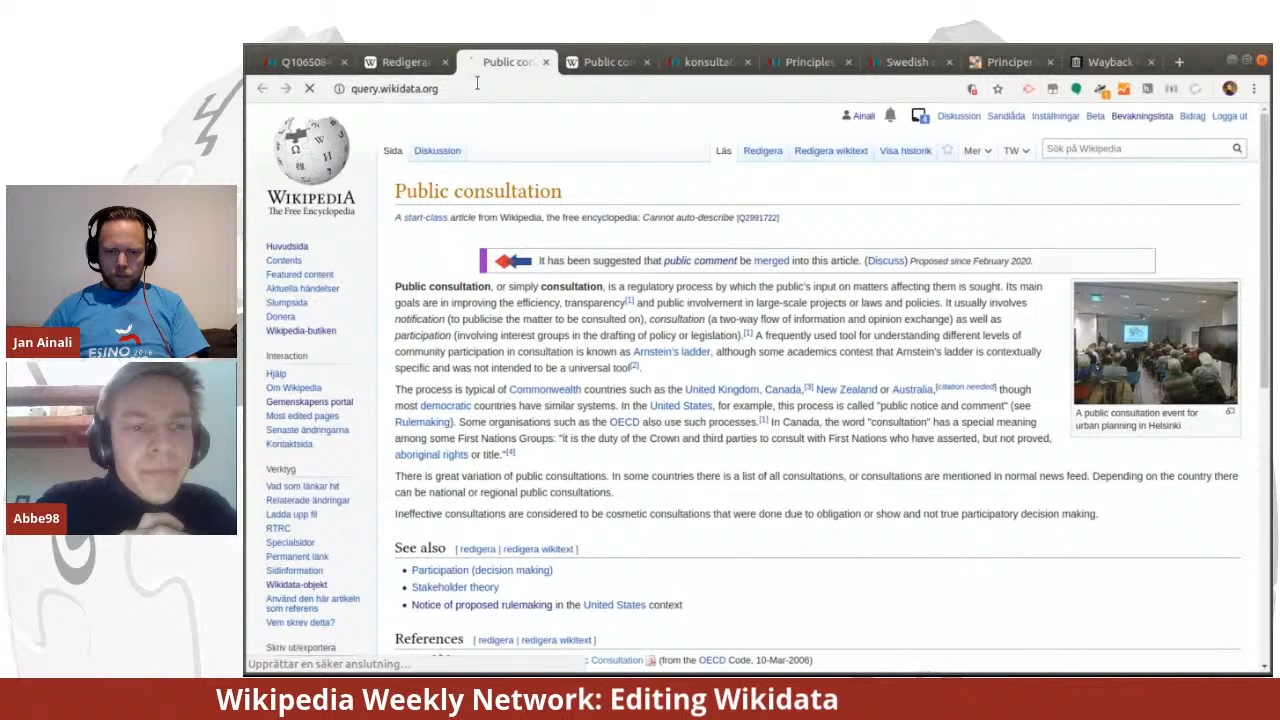 Q1065084
Redigerar
Public con
Public con
konsultat
Principles
Swedish
Principer
Wayback
query.wikidata.org
Ainali
4
Diskussion Sandlåda Inställningar Beta Bevakningslista Bidrag Logga ut
Sida Diskussion
Läs Redigera Redigera wikitext Visa historik Mer TW
Sök på Wikipedia
WIKIPEDIA
The Free Encyclopedia
Huvudsida
Contents
Featured content
Aktuella händelser
Slumpsida
Donera
Wikipedia-butiken
Interaction
Hjälp
Om Wikipedia
Gemenskapens portal
Most edited pages
Senaste ändringarna
Kontaktsida
Verktyg
Vad som länkar hit
Relaterade ändringar
Ladda upp fil
RTRC
Specialsidor
Permanent länk
Sidinformation
Wikidata-objekt
Använd den här artikeln
som referens
Vem skrev detta?
Skriv ut/exportera
Upprättar en säker anslutning...
Public consultation
A start-class article from Wikipedia, the free encyclopedia: Cannot auto-describe [Q2991722]
It has been suggested that public comment be merged into this article. (Discuss) Proposed since February 2020.
Public consultation, or simply consultation, is a regulatory process by which the public's input on matters affecting them is sought. Its main
goals are in improving the efficiency, transparency[1] and public involvement in large-scale projects or laws and policies. It usually involves
notification (to publicise the matter to be consulted on), consultation (a two-way flow of information and opinion exchange) as well as
participation (involving interest groups in the drafting of policy or legislation).[1] A frequently used tool for understanding different levels of
community participation in consultation is known as Arnstein's ladder, although some academics contest that Arnstein's ladder is contextually
specific and was not intended to be a universal tool[2].
The process is typical of Commonwealth countries such as the United Kingdom, Canada,[3] New Zealand or Australia,[citation needed] though
most democratic countries have similar systems. In the United States, for example, this process is called "public notice and comment" (see
Rulemaking). Some organisations such as the OECD also use such processes.[1] In Canada, the word "consultation" has a special meaning
among some First Nations Groups: "it is the duty of the Crown and third parties to consult with First Nations who have asserted, but not proved,
aboriginal rights or title."[4]
There is great variation of public consultations. In some countries there is a list of all consultations, or consultations are mentioned in normal news feed. Depending on the country there
can be national or regional public consultations.
Ineffective consultations are considered to be cosmetic consultations that were done due to obligation or show and not true participatory decision making.
A public consultation event for
urban planning in Helsinki
See also [ redigera | redigera wikitext ]
Participation (decision making)
Stakeholder theory
Notice of proposed rulemaking in the United States context
References [ redigera | redigera wikitext ]
Consultation (from the OECD Code, 10-Mar-2006)
ESINO
2016
Jan Ainali
Abbe98
Wikipedia Weekly Network: Editing Wikidata